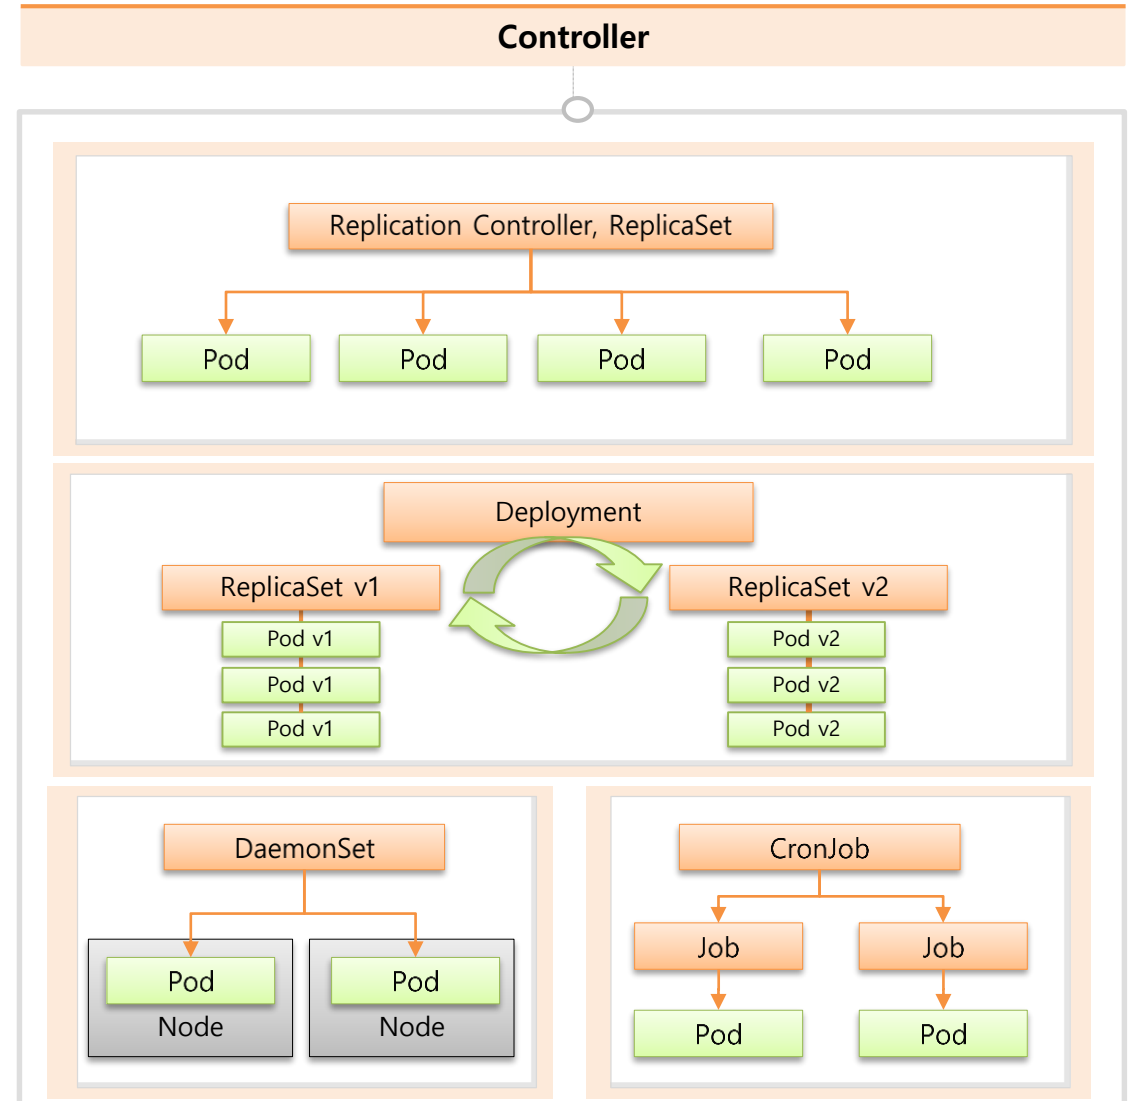 Controller
Replication Controller, ReplicaSet
Pod Pod Pod Pod
Deployment
ReplicaSet v1
Pod v1
Pod v1
Pod v1
ReplicaSet v2
Pod v2
Pod v2
Pod v2
DaemonSet
Pod
Node
Pod
Node
CronJob
Job
Pod
Job
Pod